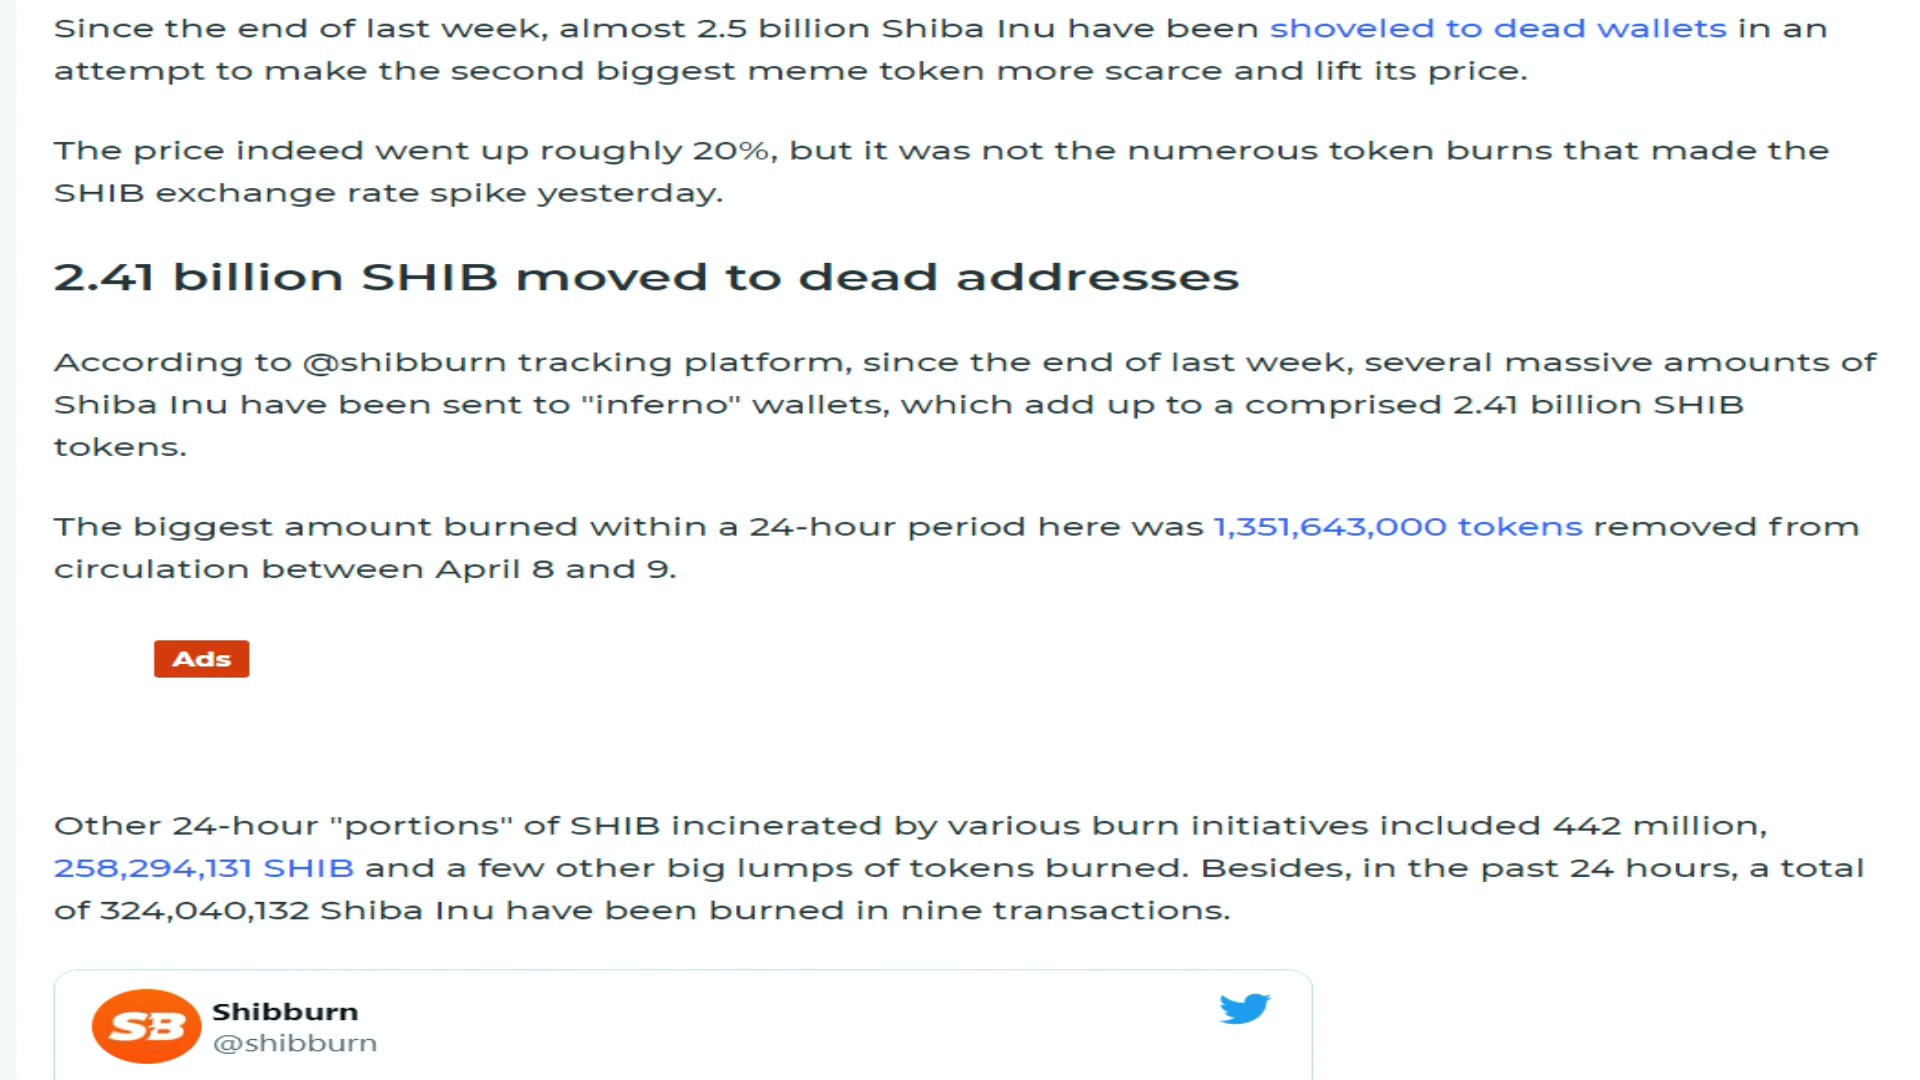 Since the end of last week, almost 2.5 billion Shiba Inu have been shoveled to dead wallets in an
attempt to make the second biggest meme token more scarce and lift its price.
The price indeed went up roughly 20%, but it was not the numerous token burns that made the
SHIB exchange rate spike yesterday.
2.41 billion SHIB moved to dead addresses
According to @shibburn tracking platform, since the end of last week, several massive amounts of
Shiba Inu have been sent to "inferno" wallets, which add up to a comprised 2.41 billion SHIB
tokens.
The biggest amount burned within a 24-hour period here was 1,351,643,000 tokens removed from
circulation between April 8 and 9.
Ads
Other 24-hour "portions" of SHIB incinerated by various burn initiatives included 442 million,
258,294,131 SHIB and a few other big lumps of tokens burned. Besides, in the past 24 hours, a total
of 324,040,132 Shiba Inu have been burned in nine transactions.
SB
Shibburn
@shibburn